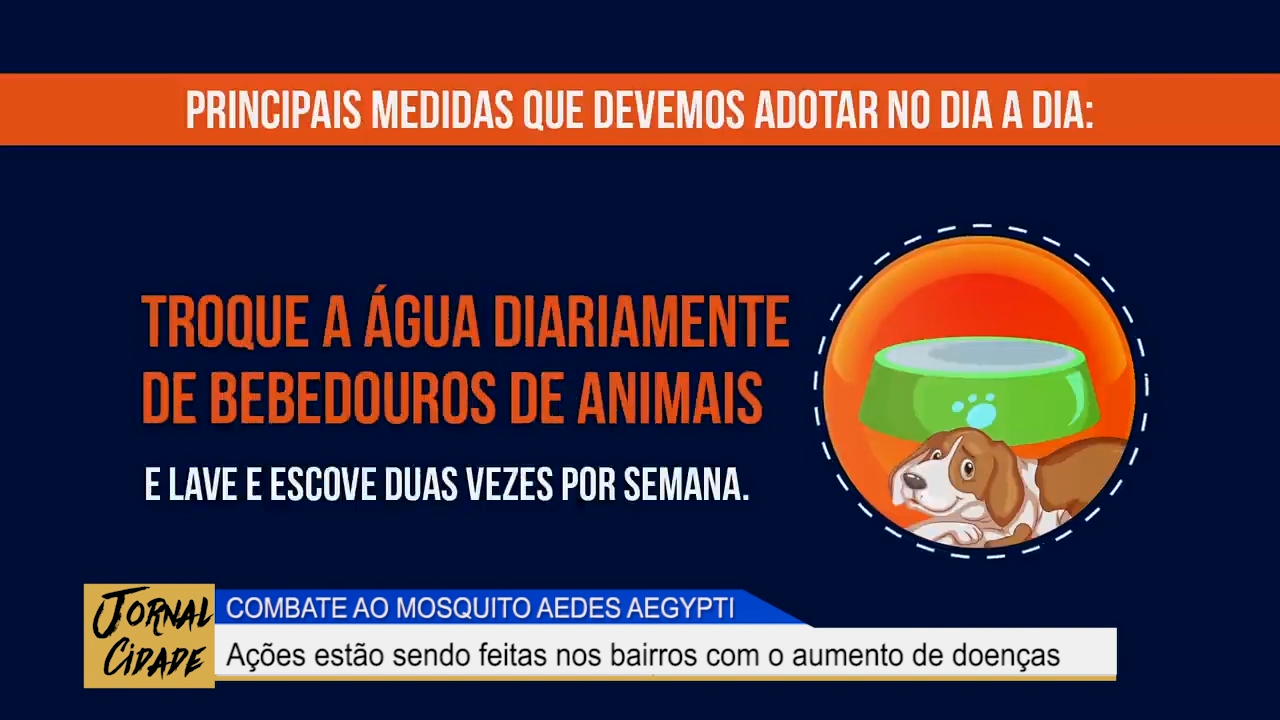 PRINCIPAIS MEDIDAS QUE DEVEMOS ADOTAR NO DIA A DIA:
TROQUE A ÁGUA DIARIAMENTE
DE BEBEDOUROS DE ANIMAIS
E LAVE E ESCOVE DUAS VEZES POR SEMANA.
JORNAL
CIDADE
COMBATE AO MOSQUITO AEDES AEGYPTI
Ações estão sendo feitas nos bairros com o aumento de doenças